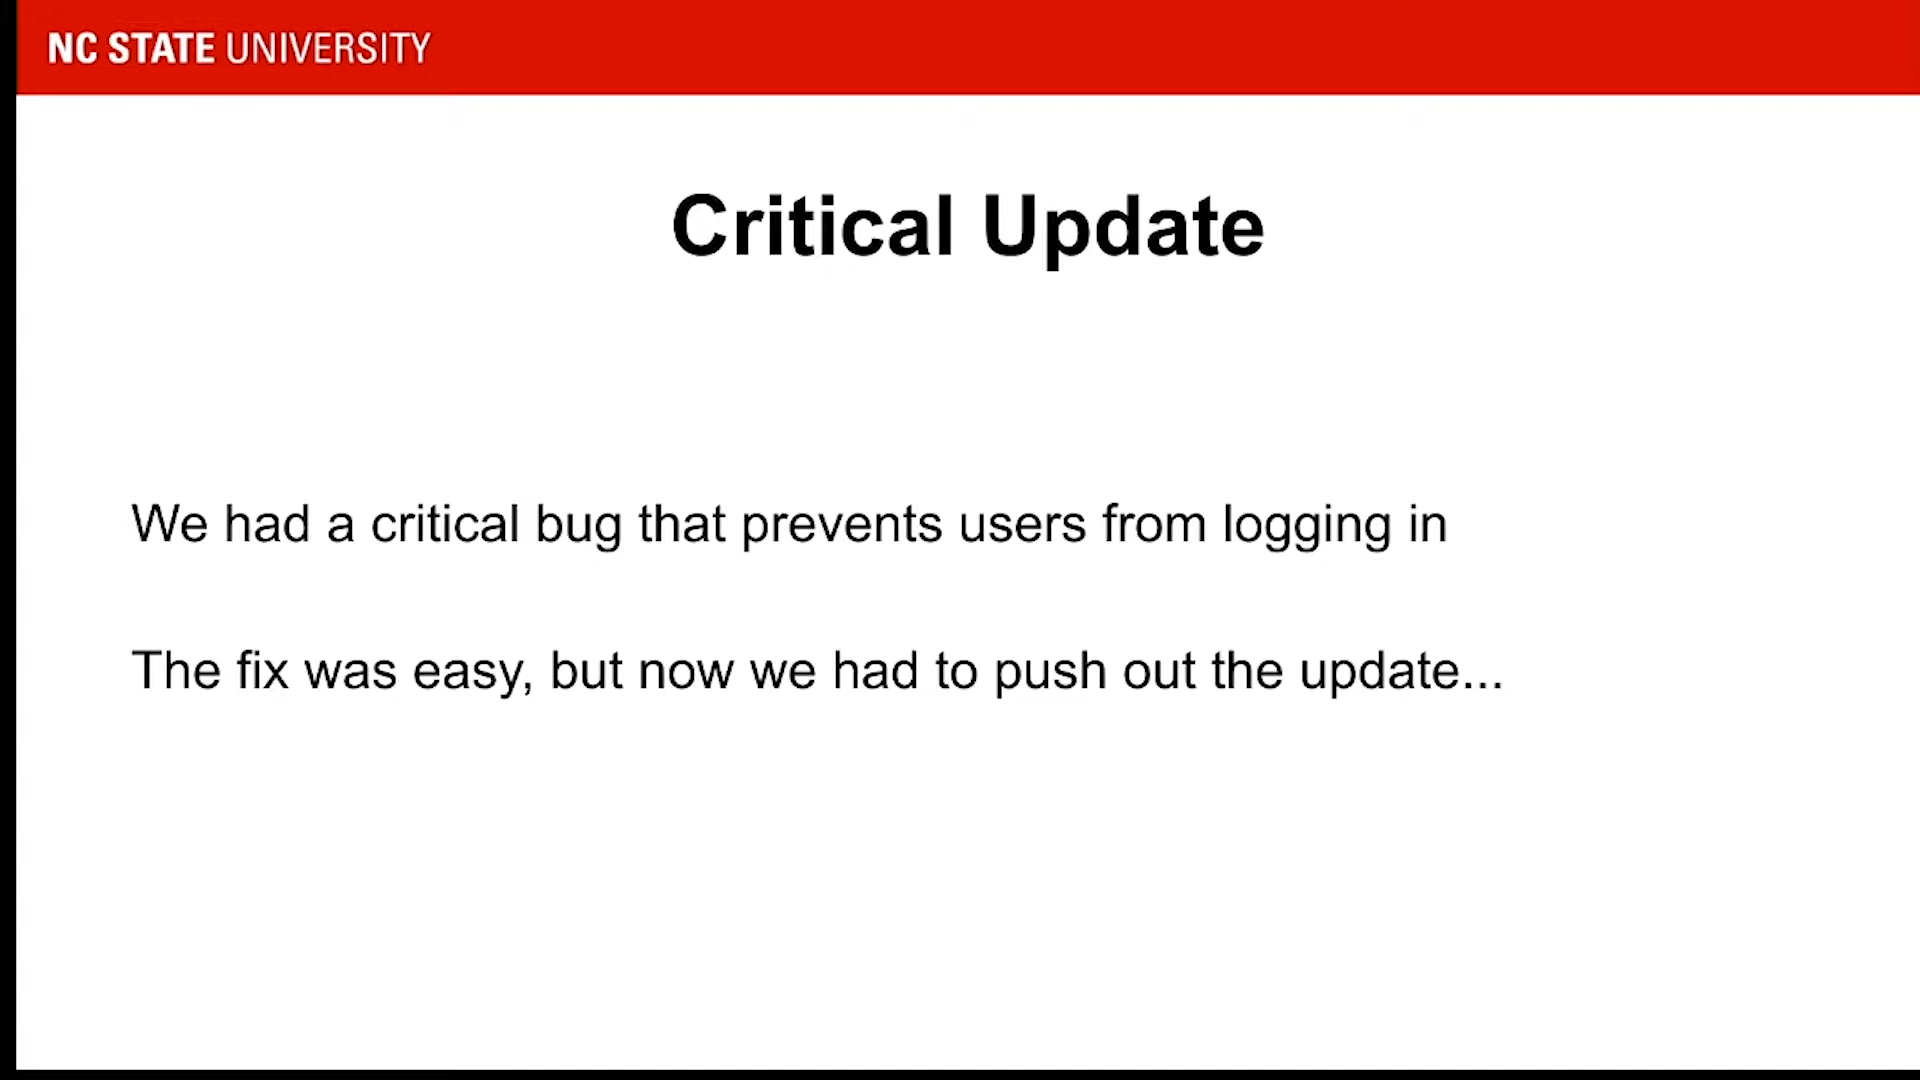 NC STATE UNIVERSITY
Critical Update
We had a critical bug that prevents users from logging in
The fix was easy, but now we had to push out the update...